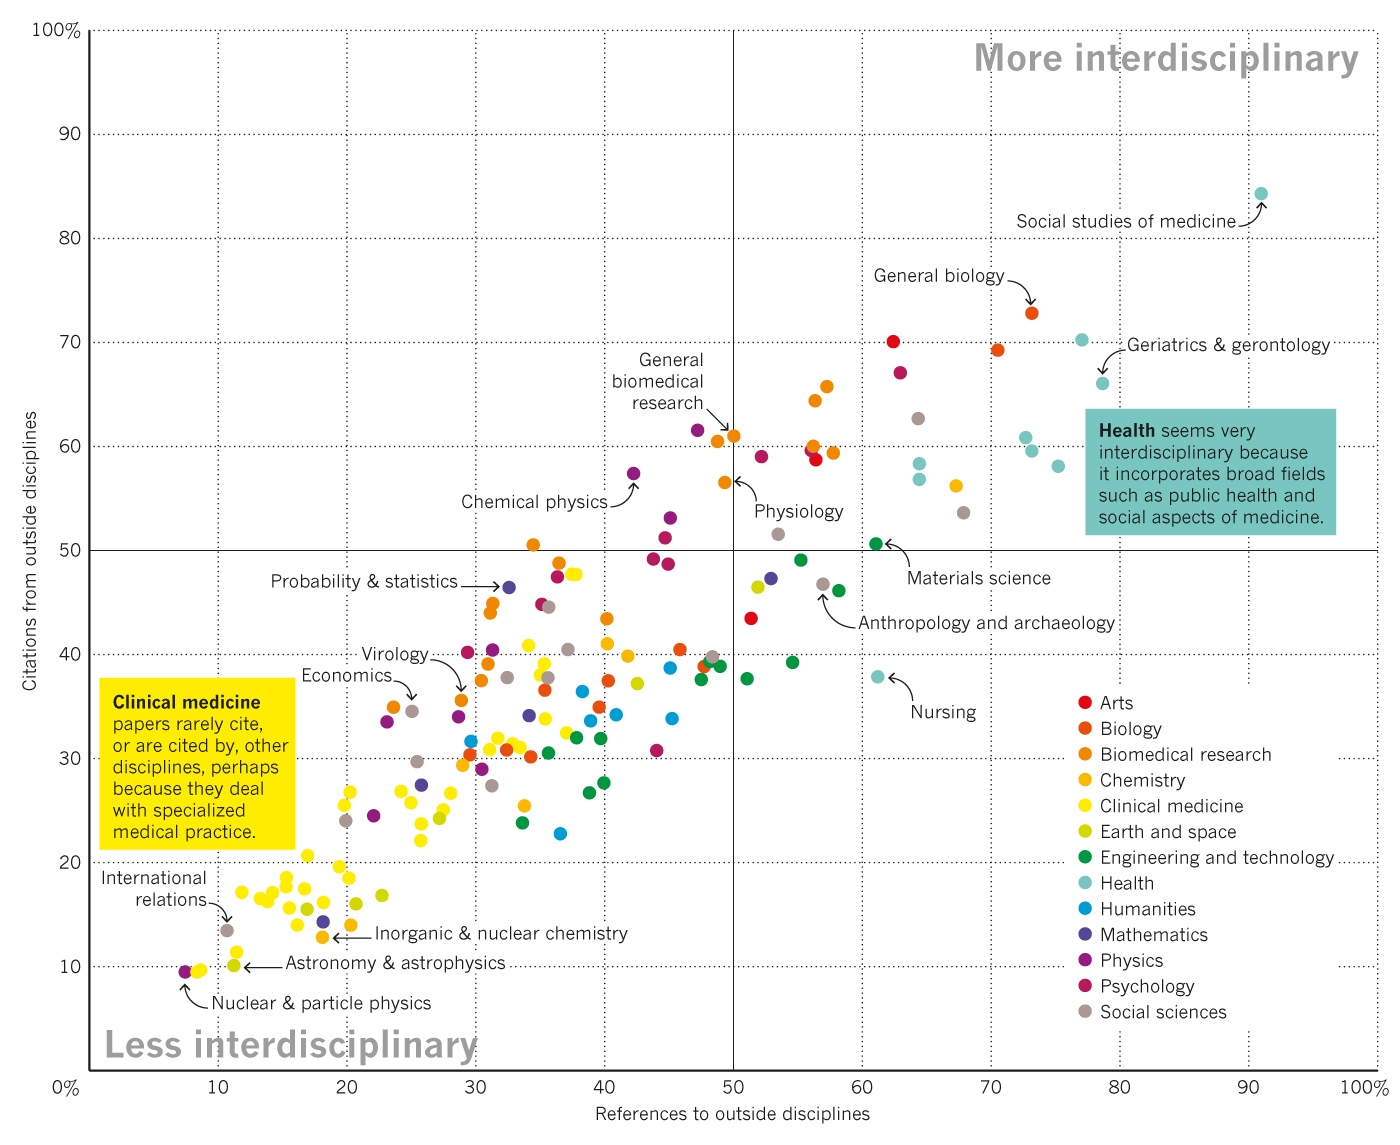 100%
More interdisciplinary
90
Social studies of medicine
80
General biology
70
Geriatrics & gerontology
General
biomedical
research
Health seems very
interdisciplinary because
it incorporates broad fields
such as public health and
social aspects of medicine.
60
Chemical physics
Physiology
50
Probability & statistics
Materials science
Anthropology and archaeology
Citations from outside disciplines
40
Virology
Economics
Nursing
Clinical medicine
papers rarely cite,
or are cited by, other
disciplines, perhaps
because they deal
with specialized
medical practice.
30
Arts
Biology
Biomedical research
Chemistry
Clinical medicine
Earth and space
Engineering and technology
Health
Humanities
Mathematics
Physics
Psychology
Social sciences
20
International
relations
Inorganic & nuclear chemistry
Astronomy & astrophysics
10
Nuclear & particle physics
Less interdisciplinary
0%
10
20
30
40
50
60
70
80
90
100%
References to outside disciplines